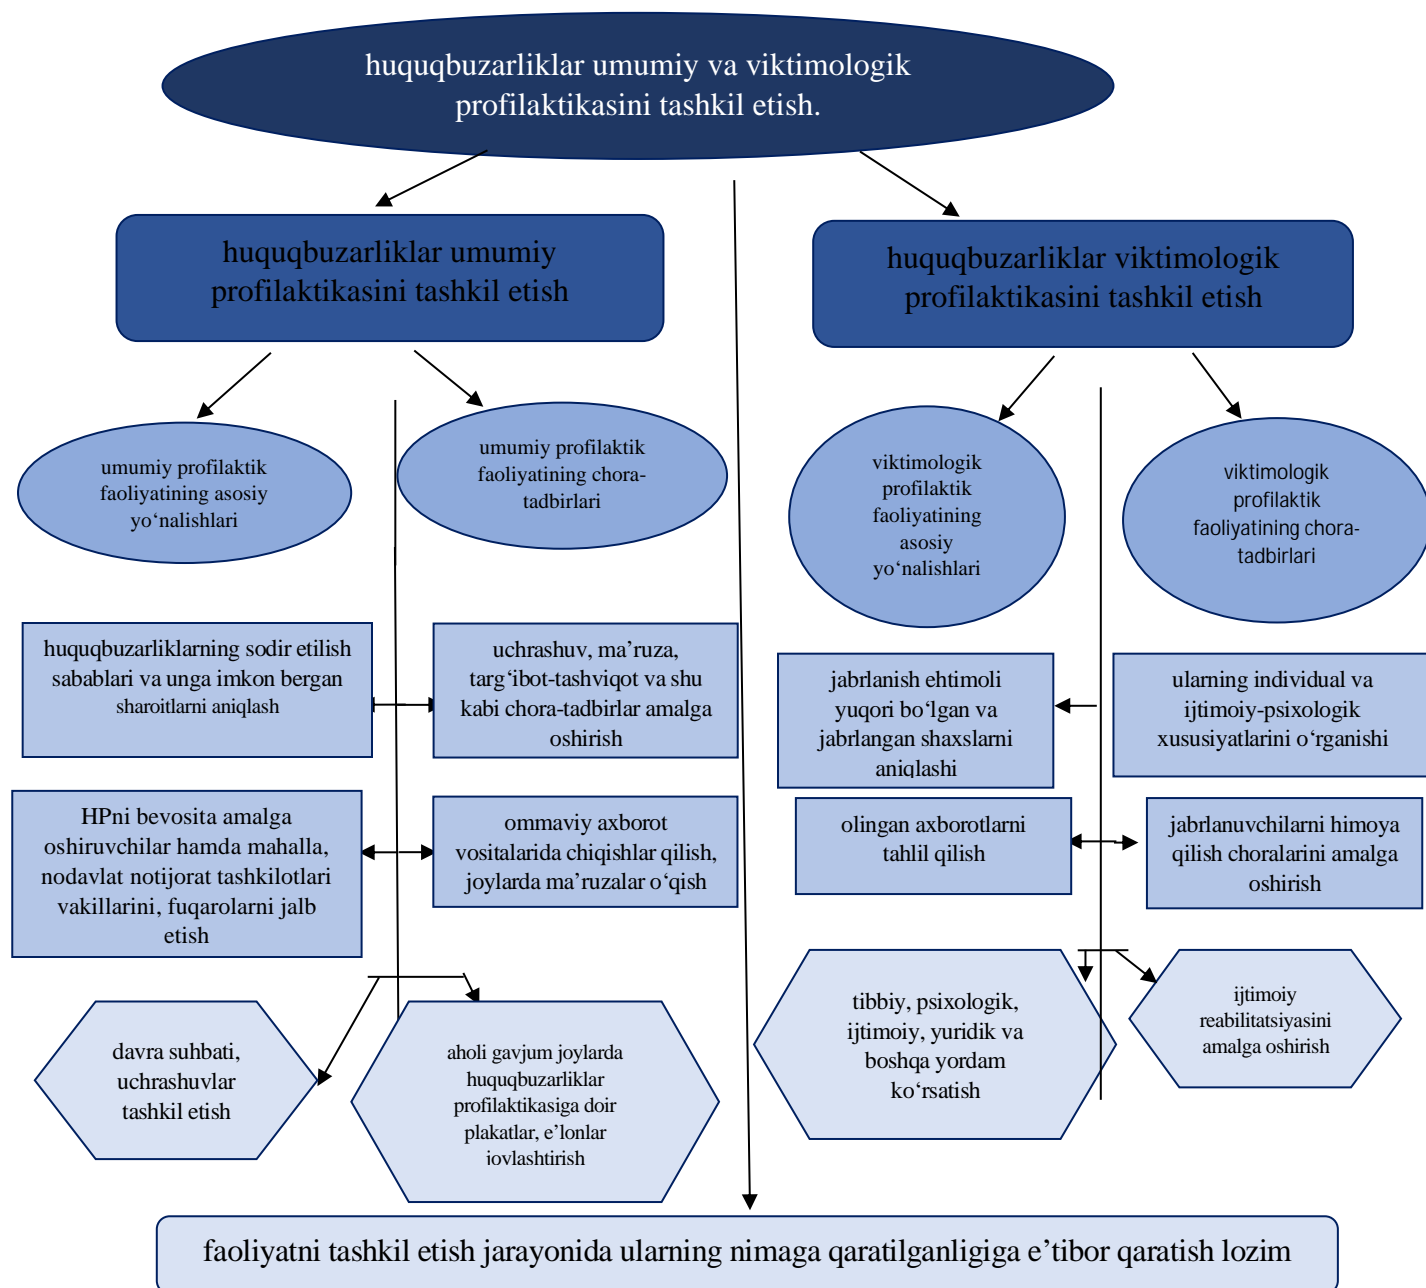 huquqbuzarliklar umumiy va viktimologik
profilaktikasini tashkil etish.
huquqbuzarliklar umumiy
profilaktikasini tashkil etish
huquqbuzarliklar viktimologik
profilaktikasini tashkil etish
umumiy profilaktik
faoliyatining asosiy
yo‘nalishlari
umumiy profilaktik
faoliyatining chora-
tadbirlari
viktimologik
profilaktik
faoliyatining
asosiy
yo‘nalishlari
viktimologik
profilaktik
faoliyatining chora-
tadbirlari
huquqbuzarliklarning sodir etilish
sabablari va unga imkon bergan
sharoitlarni aniqlash
uchrashuv, ma’ruza,
targ‘ibot-tashviqot va shu
kabi chora-tadbirlar amalga
oshirish
jabrlanish ehtimoli
yuqori bo‘lgan va
jabrlangan shaxslarni
aniqlashi
ularning individual va
ijtimoiy-psixologik
xususiyatlarini o‘rganishi
HPni bevosita amalga
oshiruvchilar hamda mahalla,
nodavlat notijorat tashkilotlari
vakillarini, fuqarolarni jalb
etish
ommaviy axborot
vositalarida chiqishlar qilish,
joylarda ma’ruzalar o‘qish
olingan axborotlarni
tahlil qilish
jabrlanuvchilarni himoya
qilish choralarini amalga
oshirish
davra suhbati,
uchrashuvlar
tashkil etish
aholi gavjum joylarda
huquqbuzarliklar
profilaktikasiga doir
plakatlar, e’lonlar
joylashtirish
tibbiy, psixologik,
ijtimoiy, yuridik va
boshqa yordam
ko‘rsatish
ijtimoiy
reabilitatsiyasini
amalga oshirish
faoliyatni tashkil etish jarayonida ularning nimaga qaratilganligiga e’tibor qaratish lozim